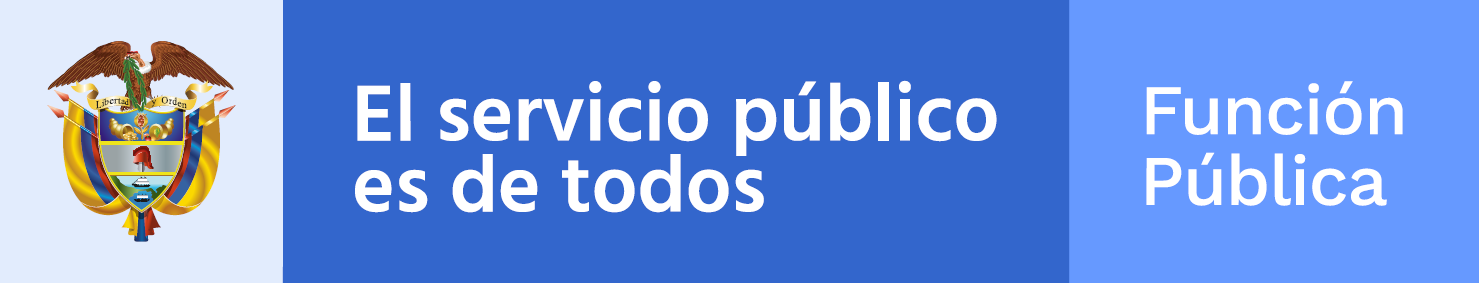 Libertad y Orden
El servicio público
es de todos
Función
Pública